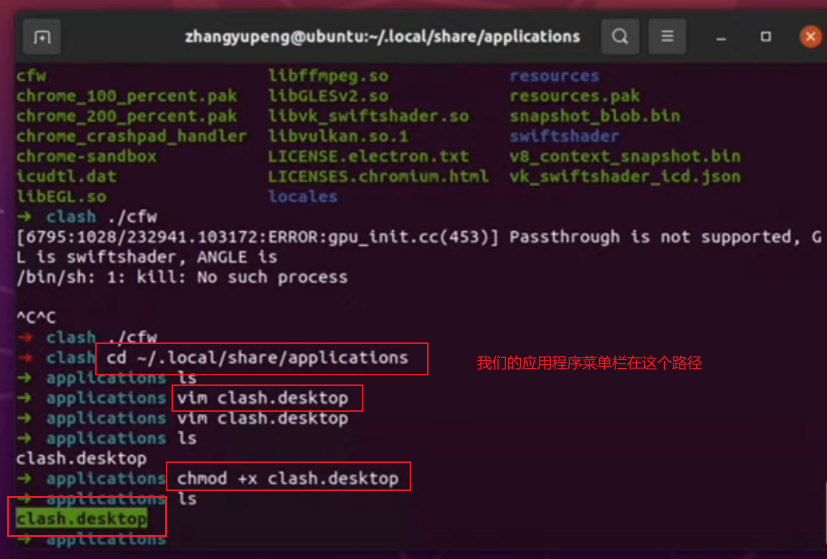 zhangyupeng@ubuntu:~/.local/share/applications
cfw libffmpeg.so resources
chrome_100_percent.pak libGLESv2.so resources.pak
chrome_200_percent.pak libvk_swiftshader.so snapshot_blob.bin
chrome_crashpad_handler libvulkan.so.1 swiftshader
chrome-sandbox LICENSE.electron.txt v8_context_snapshot.bin
icudtl.dat LICENSES.chromium.html vk_swiftshader_icd.json
libEGL.so locales
→ clash ./cfw
[6795:1028/232941.103172:ERROR:gpu_init.cc(453)] Passthrough is not supported, G
L is swiftshader, ANGLE is
/bin/sh: 1: kill: No such process
^C^C
→ clash ./cfw
→ clash cd ~/.local/share/applications
我们的应用程序菜单栏在这个路径
→ applications ls
→ applications vim clash.desktop
→ applications vim clash.desktop
→ applications ls
clash.desktop
→ applications chmod +x clash.desktop
→ applications ls
clash.desktop
→ applications